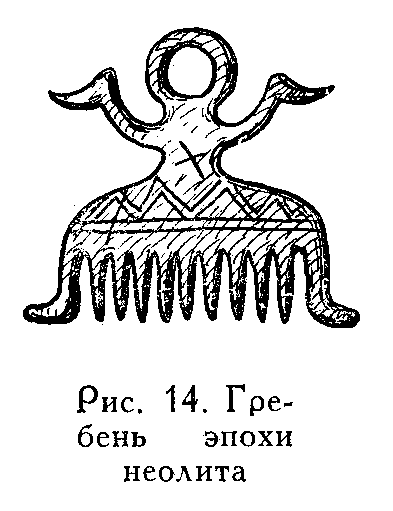 Рис. 14. Гре-
бень эпохи
неолита